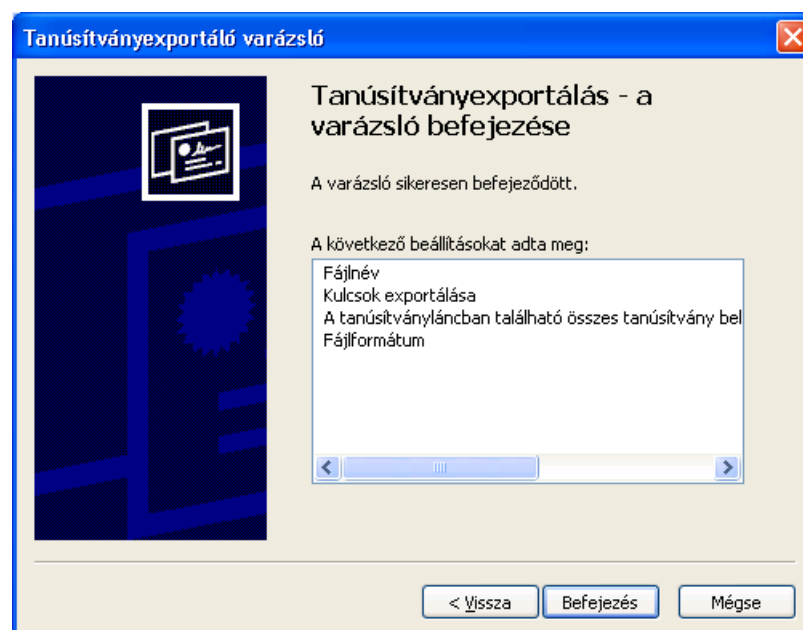 Tanúsítványexportáló varázsló
Tanúsítványexportálás - a
varázsló befejezése
A varázsló sikeresen befejeződött.
A következő beállításokat adta meg:
Fájlnév
Kulcsok exportálása
A tanúsítványláncban található összes tanúsítvány bel
Fájlformátum
< Vissza
Befejezés
Mégse